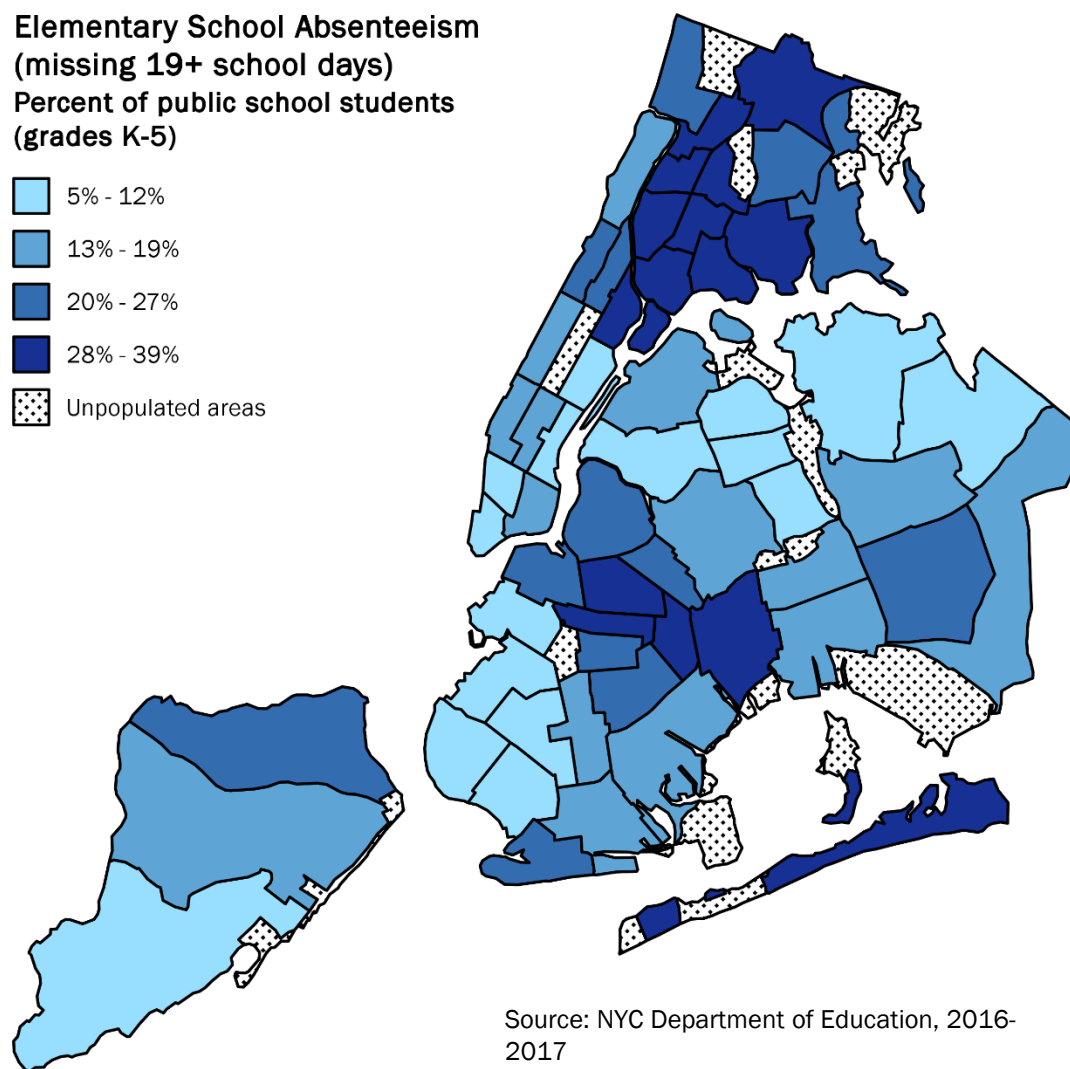 Elementary School Absenteeism
(missing 19+ school days)
Percent of public school students
(grades K-5)
5% - 12%
13% - 19%
20% - 27%
28% - 39%
Unpopulated areas
Source: NYC Department of Education, 2016-
2017